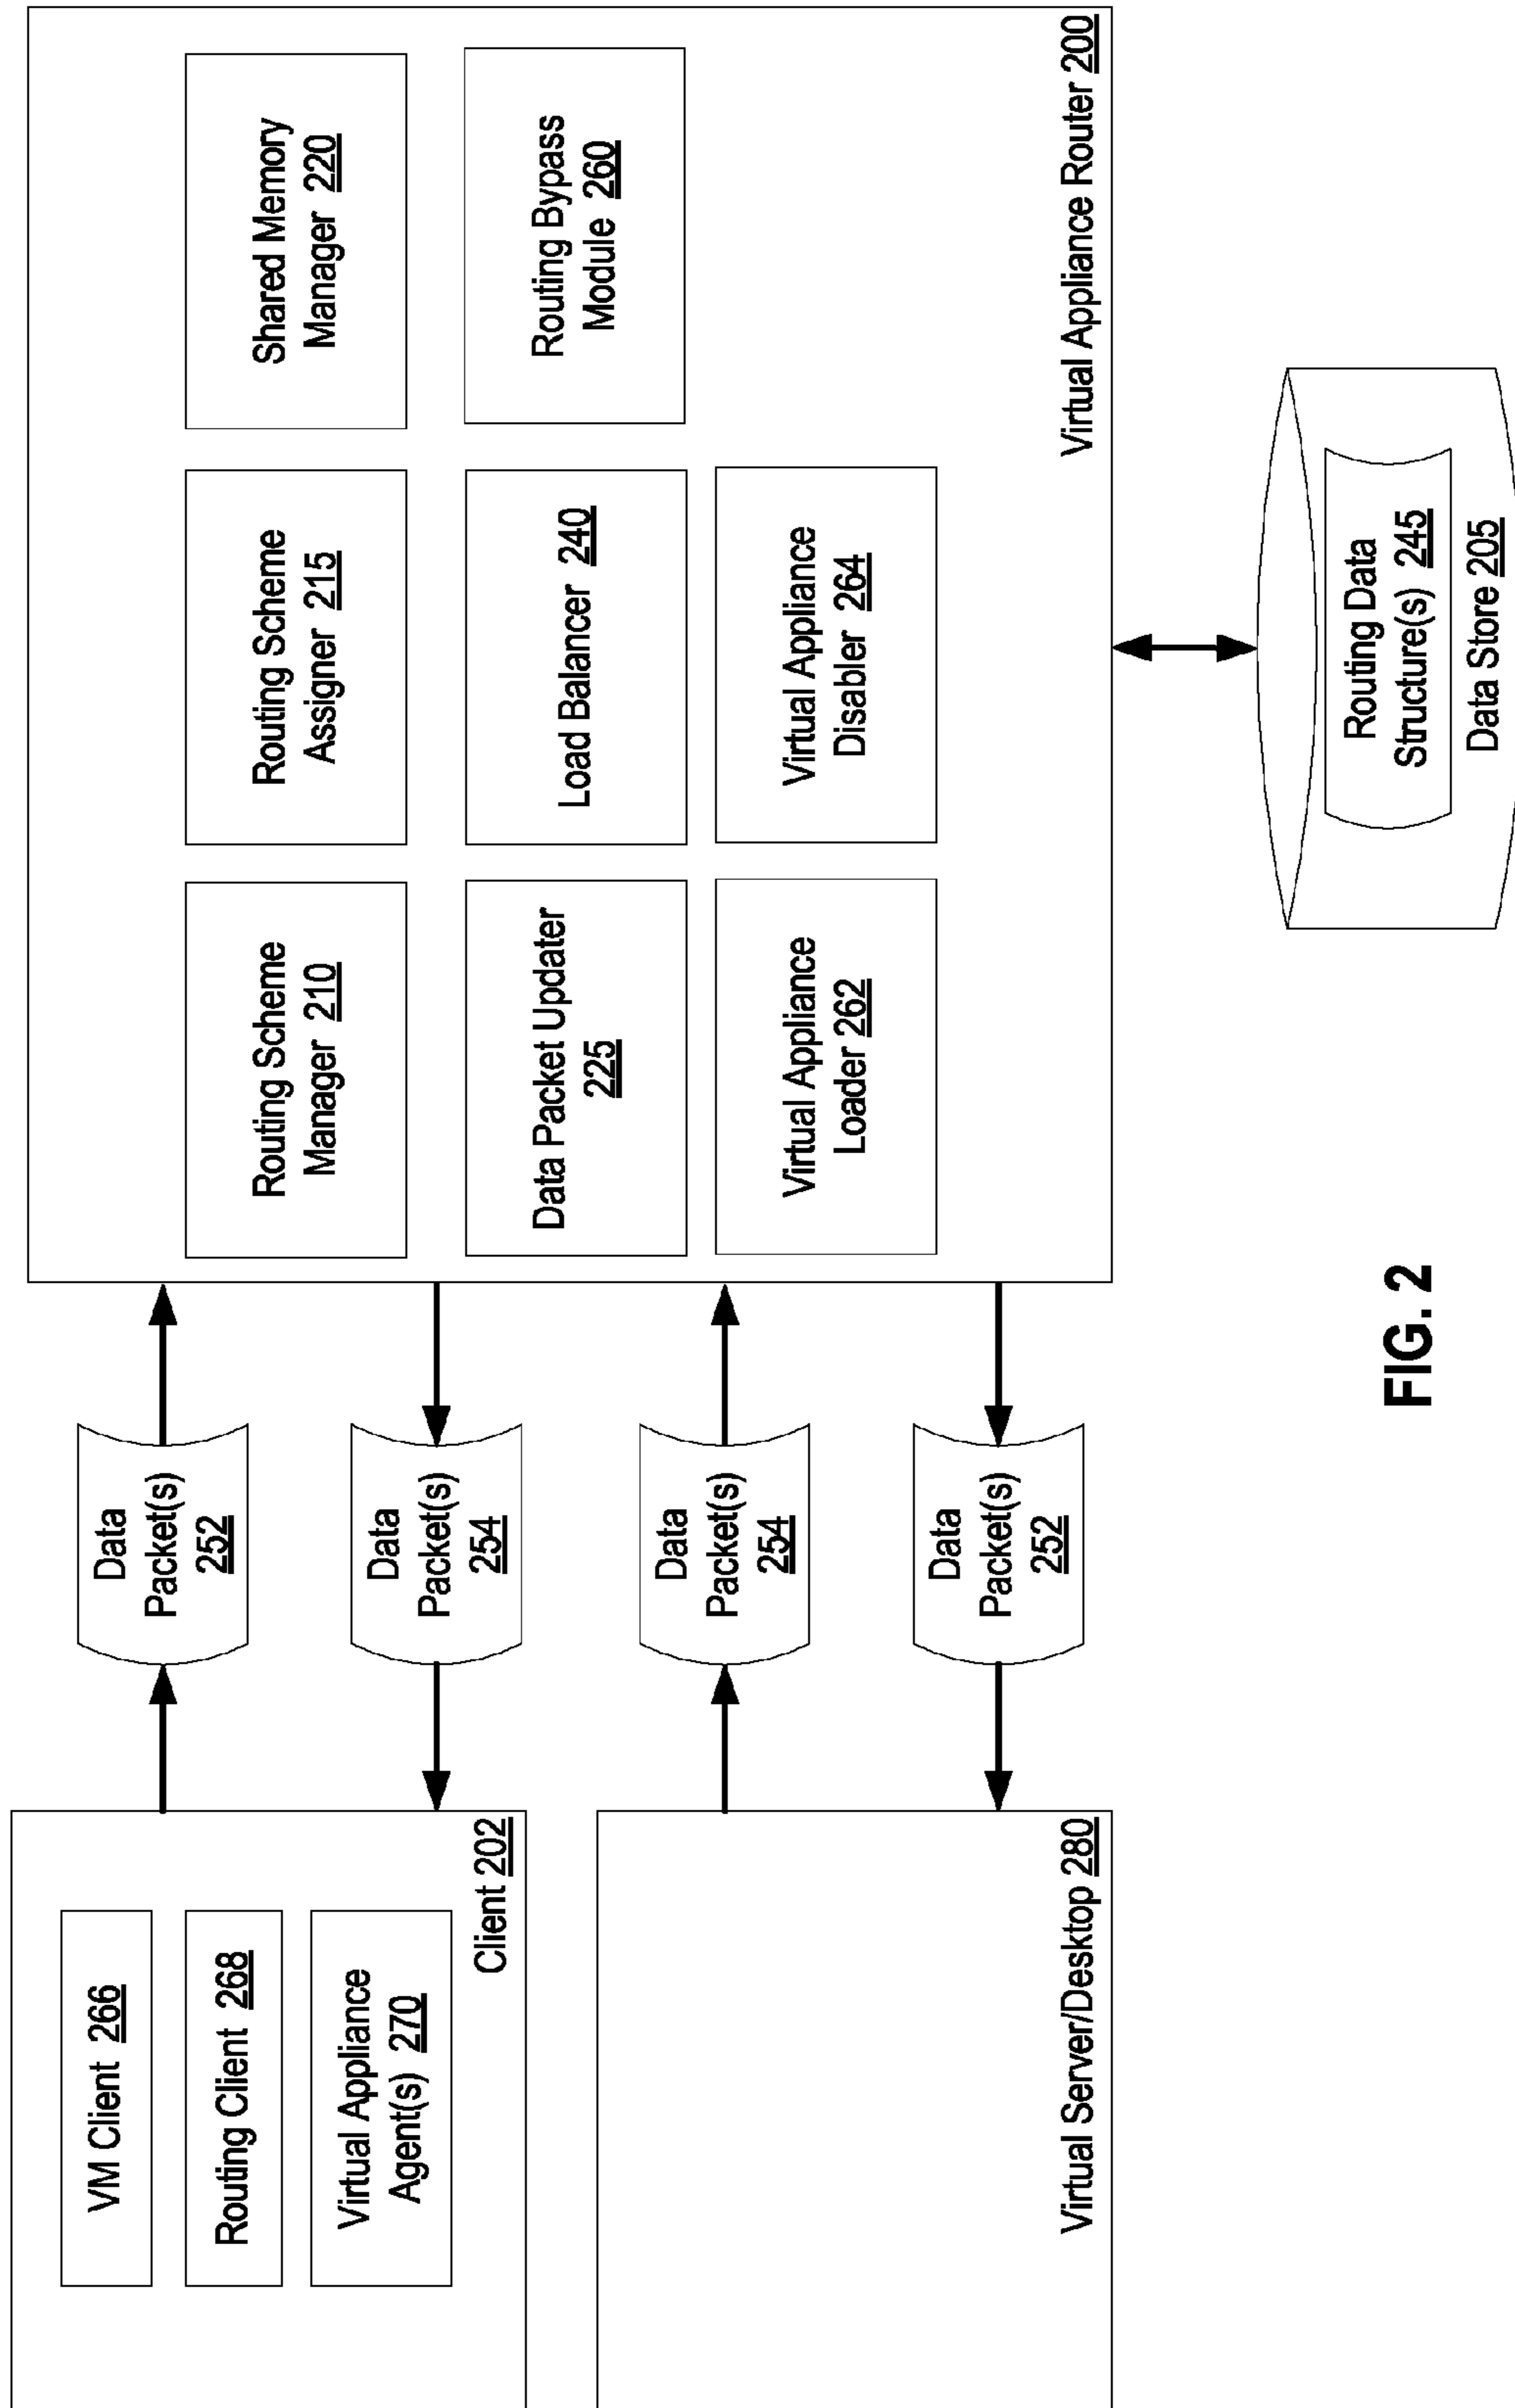 VM Client 266
Routing Client 268
Virtual Appliance
Agent(s) 270
Client 202
Virtual Server/Desktop 280
Data
Packet(s)
252
Data
Packet(s)
254
Data
Packet(s)
254
Data
Packet(s)
252
Routing Scheme
Manager 210
Routing Scheme
Assigner 215
Shared Memory
Manager 220
Data Packet Updater
225
Load Balancer 240
Routing Bypass
Module 260
Virtual Appliance
Loader 262
Virtual Appliance
Disabler 264
Virtual Appliance Router 200
Routing Data
Structure(s) 245
Data Store 205
FIG. 2